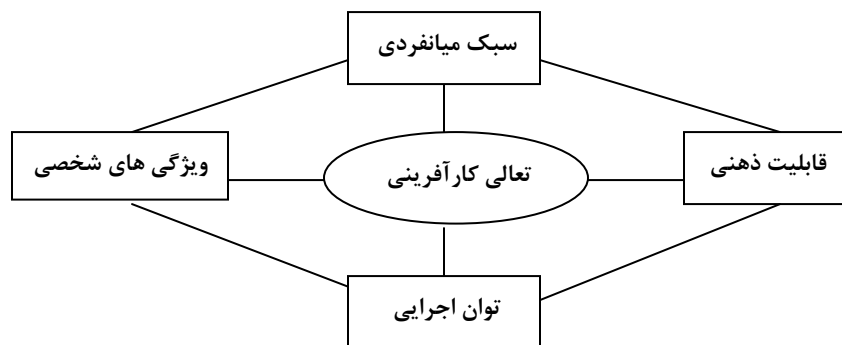 سبک میانفردی
قابلیت ذهنی
تعالی کارآفرینی
ویژگی های شخصی
توان اجرایی